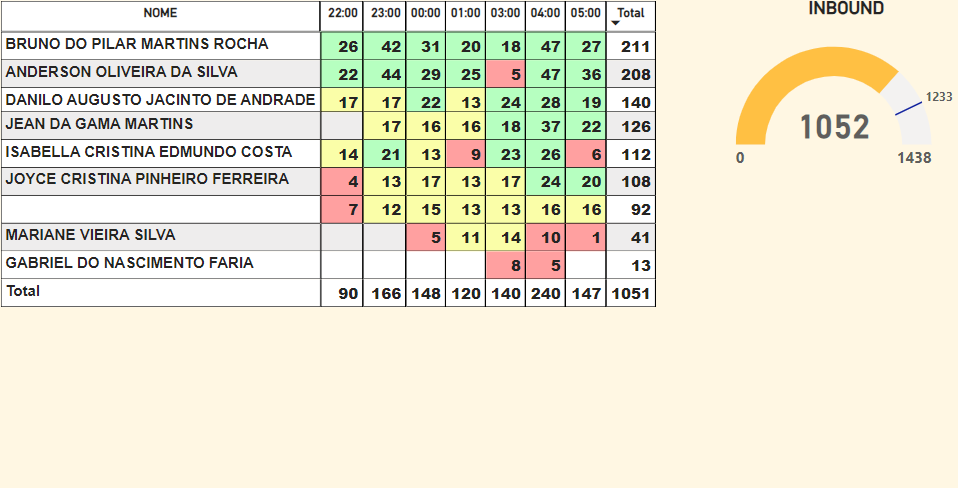 NOME 22:00 23:00 00:00 01:00 03:00 04:00 05:00 Total
BRUNO DO PILAR MARTINS ROCHA 26 42 31 20 18 47 27 211
ANDERSON OLIVEIRA DA SILVA 22 44 29 25 5 47 36 208
DANILO AUGUSTO JACINTO DE ANDRADE 17 17 22 13 24 28 19 140
JEAN DA GAMA MARTINS 17 16 16 18 37 22 126
ISABELLA CRISTINA EDMUNDO COSTA 14 21 13 9 23 26 6 112
JOYCE CRISTINA PINHEIRO FERREIRA 4 13 17 13 17 24 20 108
7 12 15 13 13 16 16 92
MARIANE VIEIRA SILVA 5 11 14 10 1 41
GABRIEL DO NASCIMENTO FARIA 8 5 13
Total 90 166 148 120 140 240 147 1051
INBOUND
1233
1052
0 1438